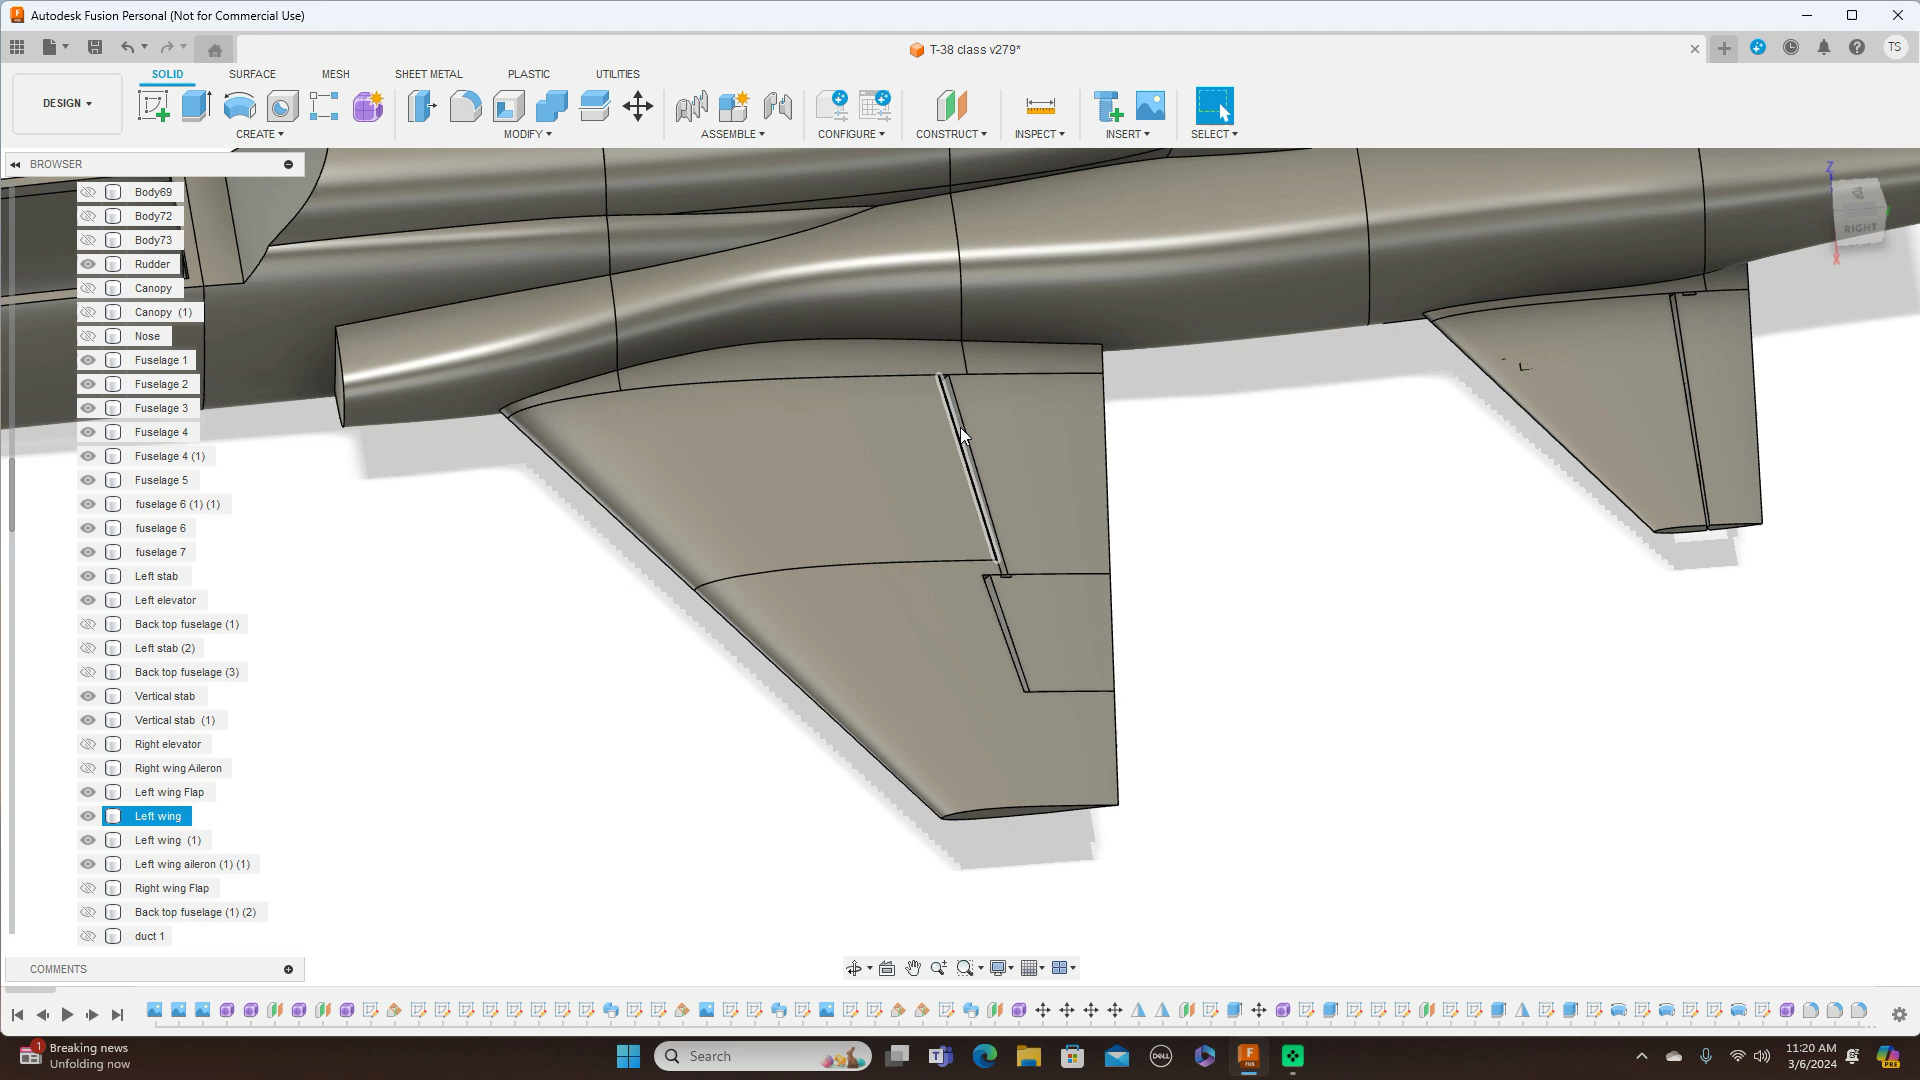 Autodesk Fusion Personal (Not for Commercial Use)
T-38 class v279*
TS
DESIGN
SOLID
SURFACE
MESH
SHEET METAL
PLASTIC
UTILITIES
CREATE
MODIFY
ASSEMBLE
CONFIGURE
CONSTRUCT
INSPECT
INSERT
SELECT
BROWSER
Body69
Body72
Body73
Rudder
Canopy
Canopy (1)
Nose
Fuselage 1
Fuselage 2
Fuselage 3
Fuselage 4
Fuselage 4 (1)
Fuselage 5
fuselage 6 (1) (1)
fuselage 6
fuselage 7
Left stab
Left elevator
Back top fuselage (1)
Left stab (2)
Back top fuselage (3)
Vertical stab
Vertical stab (1)
Right elevator
Right wing Aileron
Left wing Flap
Left wing
Left wing (1)
Left wing aileron (1) (1)
Right wing Flap
Back top fuselage (1) (2)
duct 1
Z
TOP
RIGHT
X
COMMENTS
1
Breaking news
Unfolding now
Search
DELL
F
FUS
11:20 AM
3/6/2024
PRE